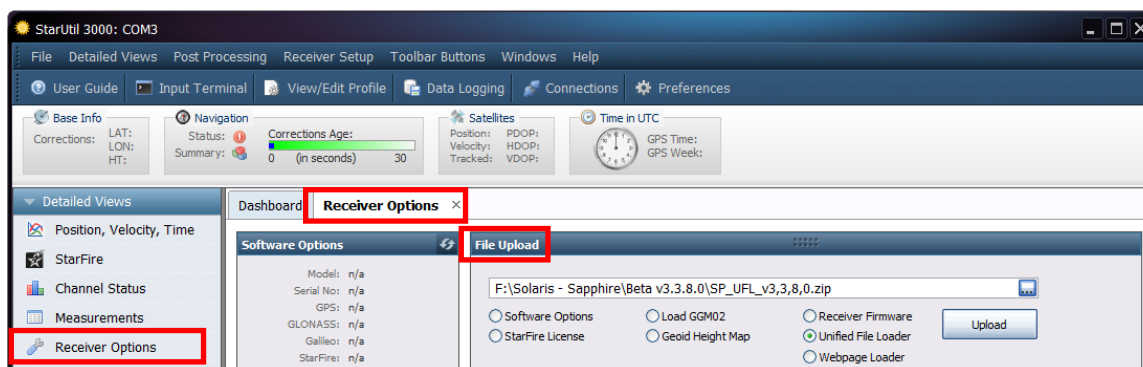 StarUtil 3000: COM3
File Detailed Views Post Processing Receiver Setup Toolbar Buttons Windows Help
User Guide Input Terminal View/Edit Profile Data Logging Connections Preferences
Base Info
Corrections: LAT:
LON:
HT:
Navigation
Status:
Summary:
Corrections Age:
0 (in seconds) 30
Satellites
Position: PDOP:
Velocity: HDOP:
Tracked: VDOP:
Time in UTC
GPS Time:
GPS Week:
Detailed Views
Position, Velocity, Time
StarFire
Channel Status
Measurements
Receiver Options
Dashboard Receiver Options ×
Software Options
Model: n/a
Serial No: n/a
GPS: n/a
GLONASS: n/a
Galileo: n/a
StarFire: n/a
File Upload
F:\Solaris - Sapphire\Beta v3.3.8.0\SP_UFL_v3,3,8,0.zip
Software Options Load GGM02 Receiver Firmware
StarFire License Geoid Height Map Unified File Loader
Webpage Loader
Upload